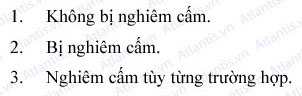 1. Không bị nghiêm cấm.
2. Bị nghiêm cấm.
3. Nghiêm cấm tùy từng trường hợp.